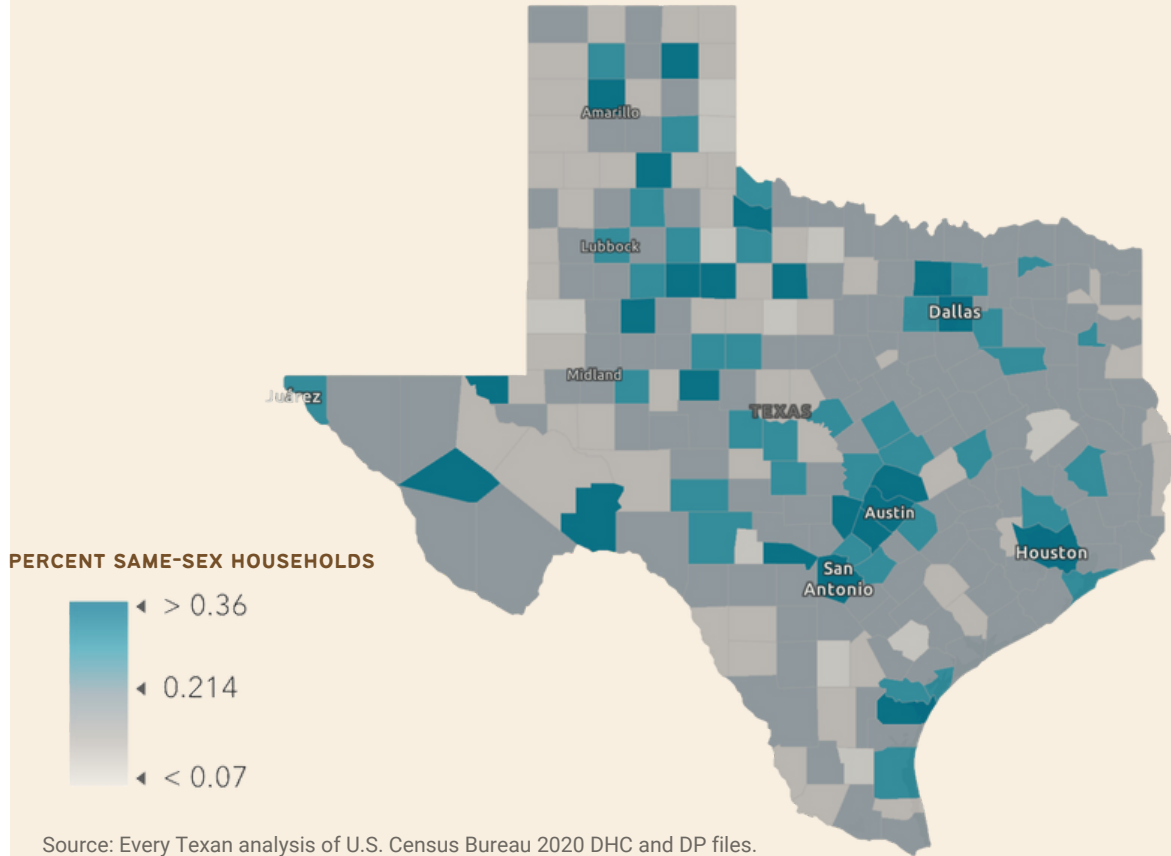 Amarillo
Lubbock
Dallas
Midland
Juárez
TEXAS
Austin
Houston
San
Antonio
PERCENT SAME-SEX HOUSEHOLDS
> 0.36
0.214
< 0.07
Source: Every Texan analysis of U.S. Census Bureau 2020 DHC and DP files.